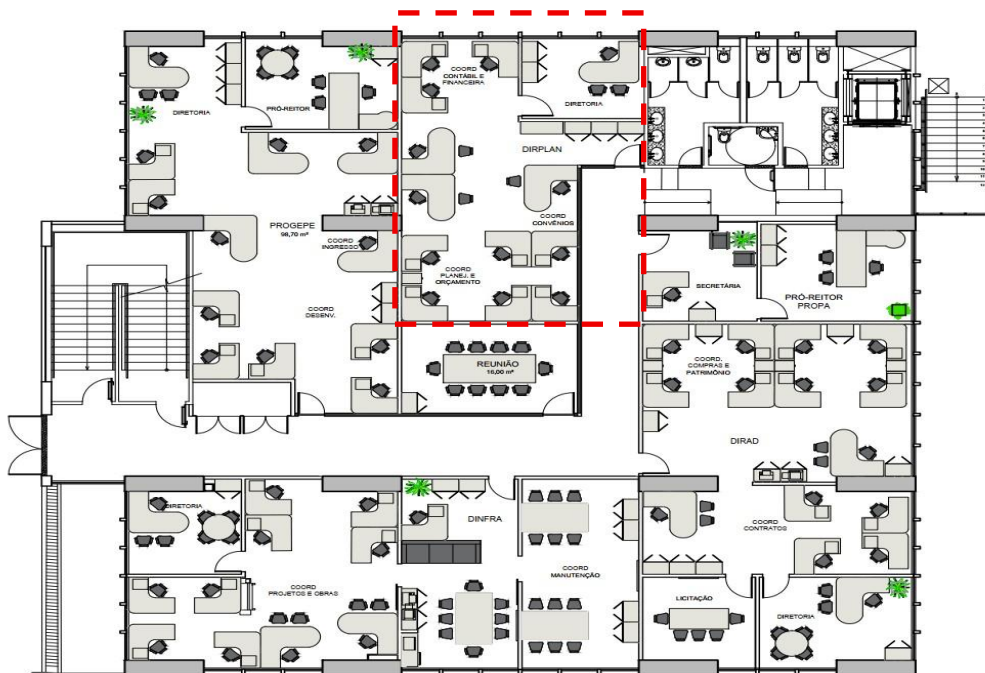 DIRETORIA
PRÓ-REITOR
COORD
CONTÁBIL E
FINANCEIRA
DIRETORIA
DIRPLAN
PROGEPE
98,70 m²
COORD
INGRESSO
COORD
CONVÊNIOS
COORD
PLANEJ. E
ORÇAMENTO
COORD
DESENV.
SECRETÁRIA
PRÓ-REITOR
PROPA
REUNIÃO
16,00 m²
COORD.
COMPRAS E
PATRIMÔNIO
DIRAD
DIRETORIA
DINFRA
COORD
MANUTENÇÃO
COORD
PROJETOS E OBRAS
COORD
CONTRATOS
LICITAÇÃO
DIRETORIA